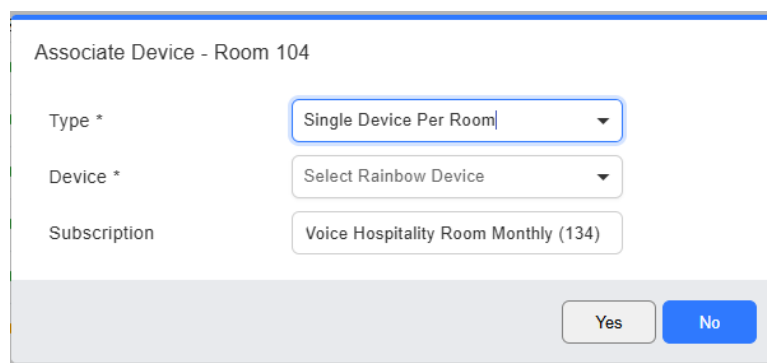 Associate Device - Room 104
Type * Single Device Per Room
Device * Select Rainbow Device
Subscription Voice Hospitality Room Monthly (134)
Yes No